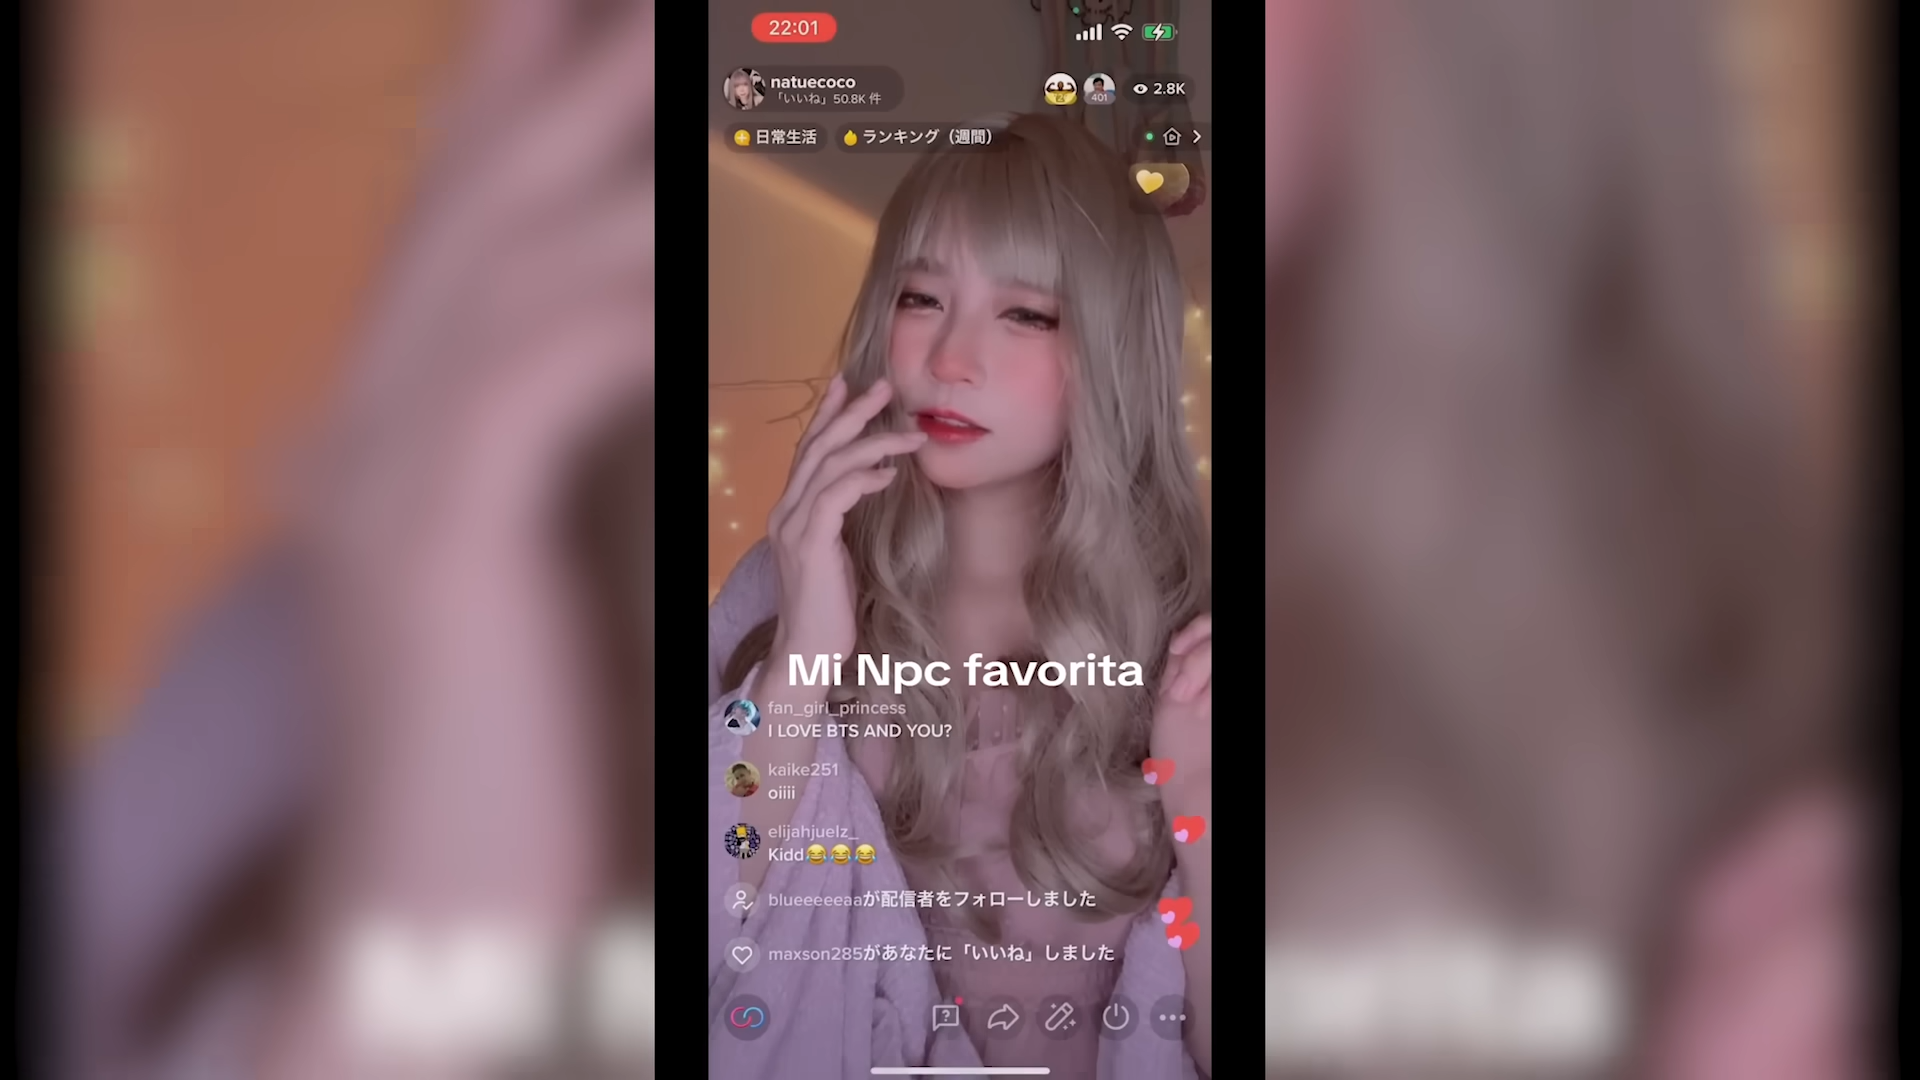 22:01
natuecoco
「いいね」50.8K 件
401
2.8K
日常生活
ランキング（週間）
Mi Npc favorita
fan_girl_princess
I LOVE BTS AND YOU?
kaike251
oiiii
elijahjuelz_
Kidd😂😂😂
blueeeeeaaが配信者をフォローしました
maxson285があなたに「いいね」しました